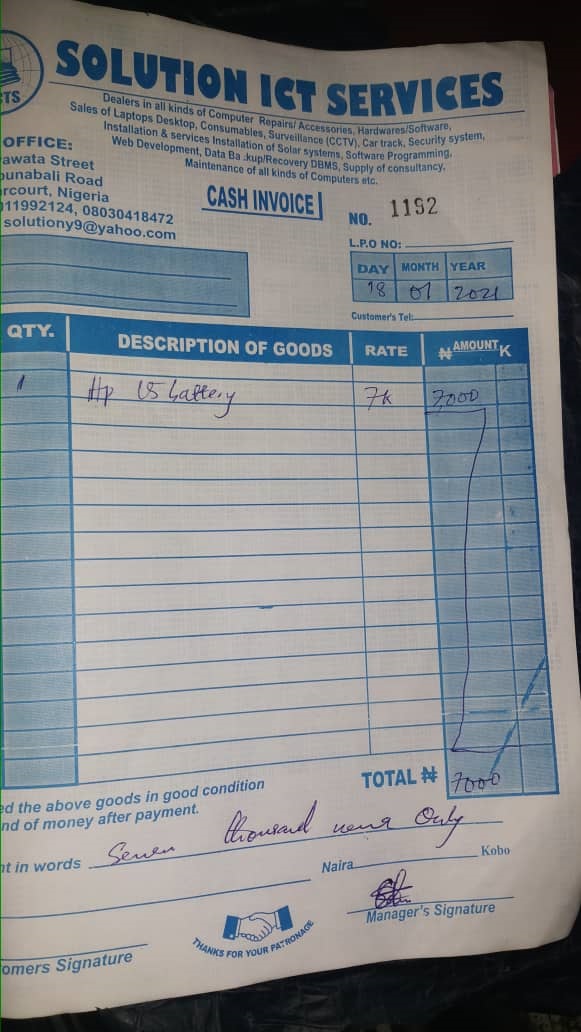 CTS
SOLUTION ICT SERVICES
Dealers in all kinds of Computer Repairs/ Accessories, Hardwares/Software,
Sales of Laptops Desktop, Consumables, Surveillance (CCTV), Car track, Security system,
Installation & services Installation of Solar systems, Software Programming,
Web Development, Data Ba .kup/Recovery DBMS, Supply of consultancy,
Maintenance of all kinds of Computers etc.
OFFICE:
awata Street
ounabali Road
rcourt, Nigeria
11992124, 08030418472
solutiony9@yahoo.com
CASH INVOICE
NO. 1192
L.P.O NO:
DAY MONTH YEAR
18 01 2021
Customer's Tel:
QTY. DESCRIPTION OF GOODS RATE ₦ AMOUNT K
1 Hp battery 7k 7000
TOTAL ₦ 7000
ed the above goods in good condition
nd of money after payment.
nt in words Seven thousand Only
Naira Kobo
Manager's Signature
THANKS FOR YOUR PATRONAGE
omers Signature